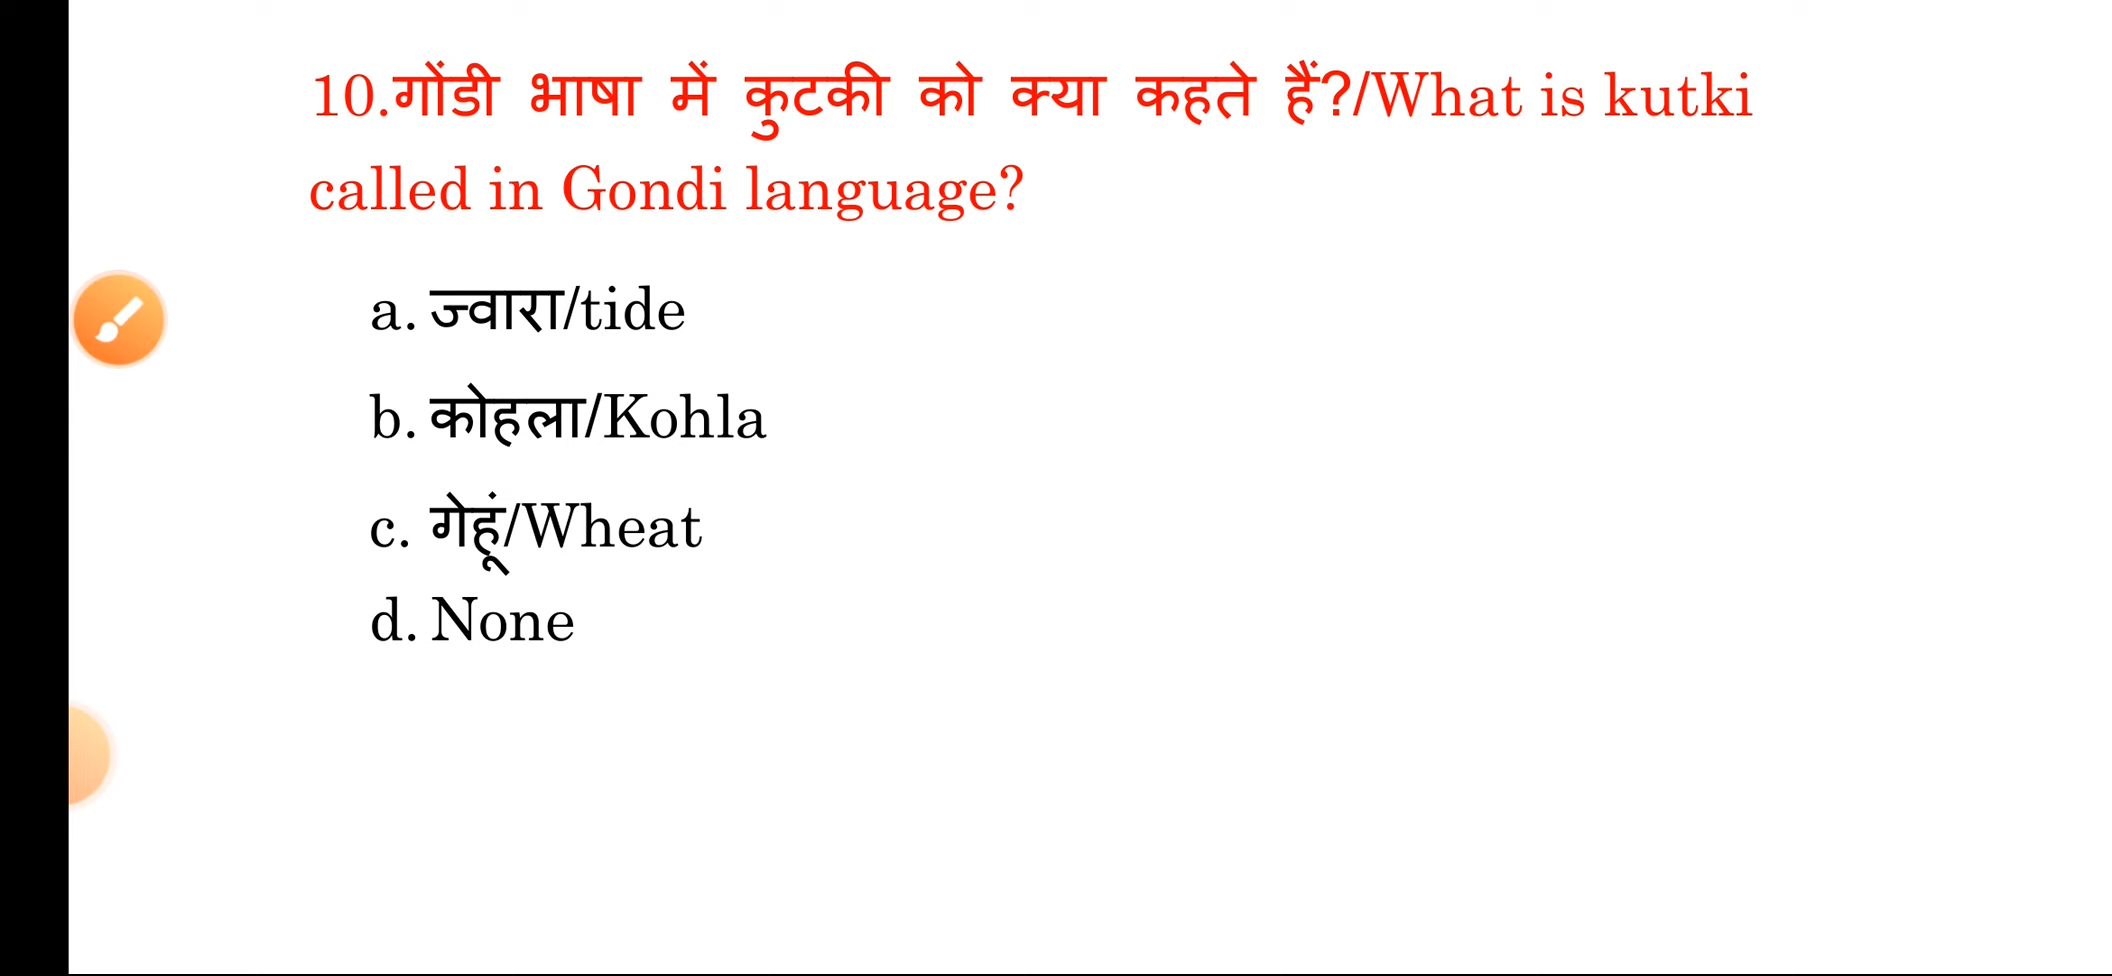 10.गोंडी भाषा में कुटकी को क्या कहते हैं?/What is kutki
called in Gondi language?
a. ज्वारा/tide
b. कोहला/Kohla
c. गेहूं/Wheat
d. None